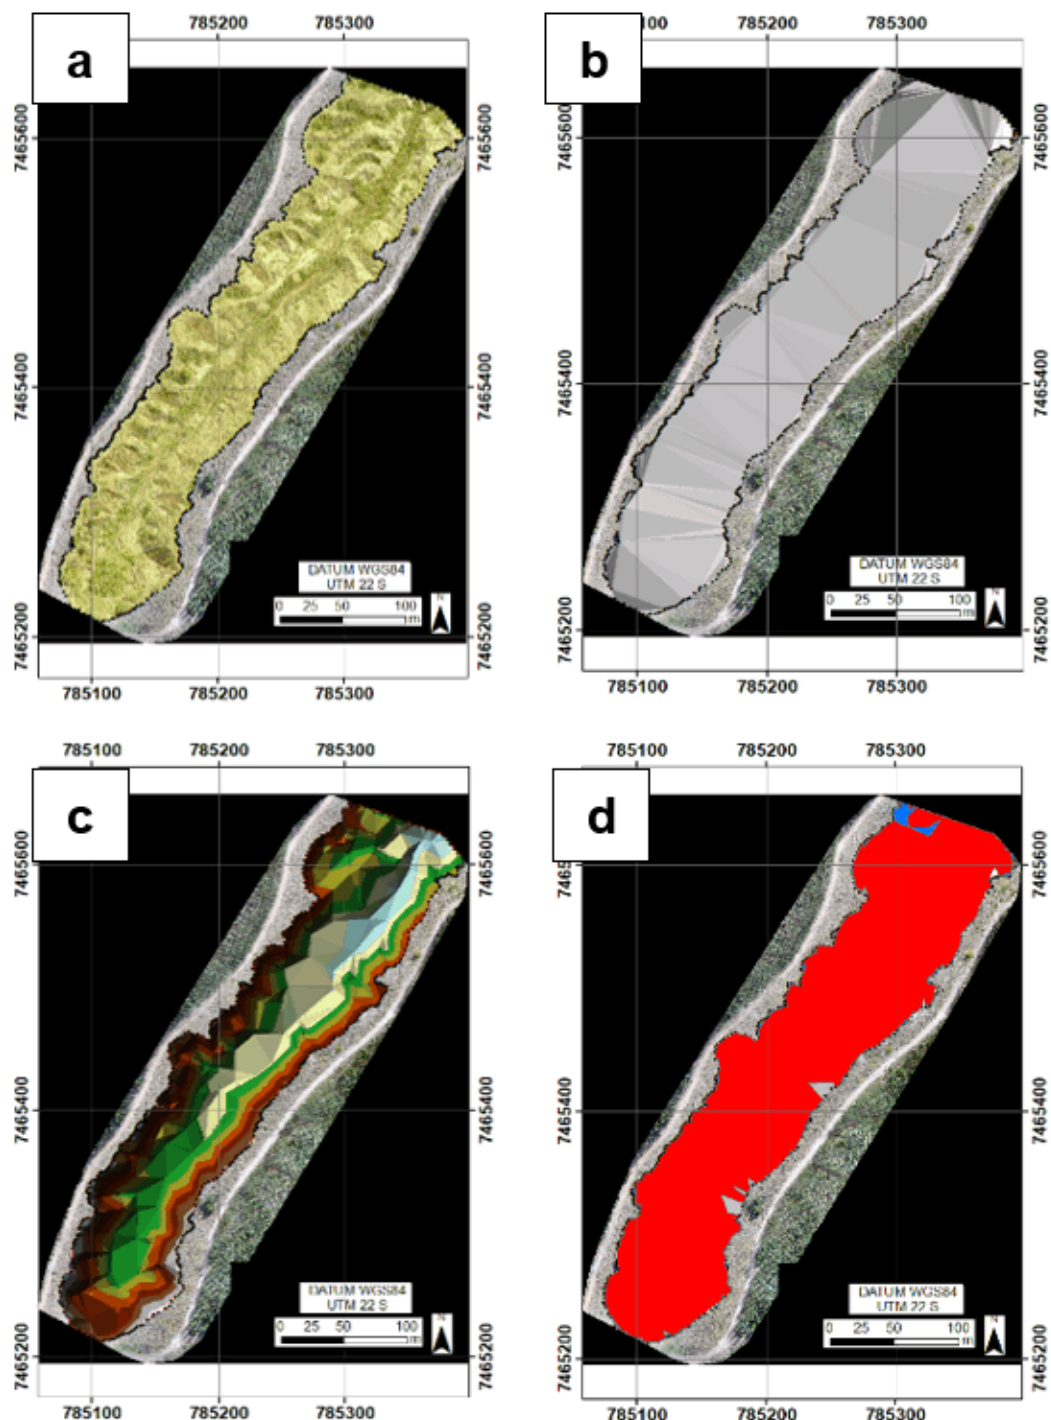 785200 785300
a
7465600 7465600
7465400 7465400
DATUM WGS84
UTM 22 S
0 25 50 100
m
N
7465200 7465200
785100 785200 785300
100 785200 785300
b
7465600 7465600
7465400 7465400
DATUM WGS84
UTM 22 S
0 25 50 100
m
N
7465200 7465200
785100 785200 785300
785100 785200 785300
c
7465600 7465600
7465400 7465400
DATUM WGS84
UTM 22 S
0 25 50 100
m
N
7465200 7465200
785100 785200 785300
785200 785300
d
74656 7465600
7465400 7465400
DATUM WGS84
UTM 22 S
0 25 50 100
m
N
7465200 7465200
785100 785200 785300